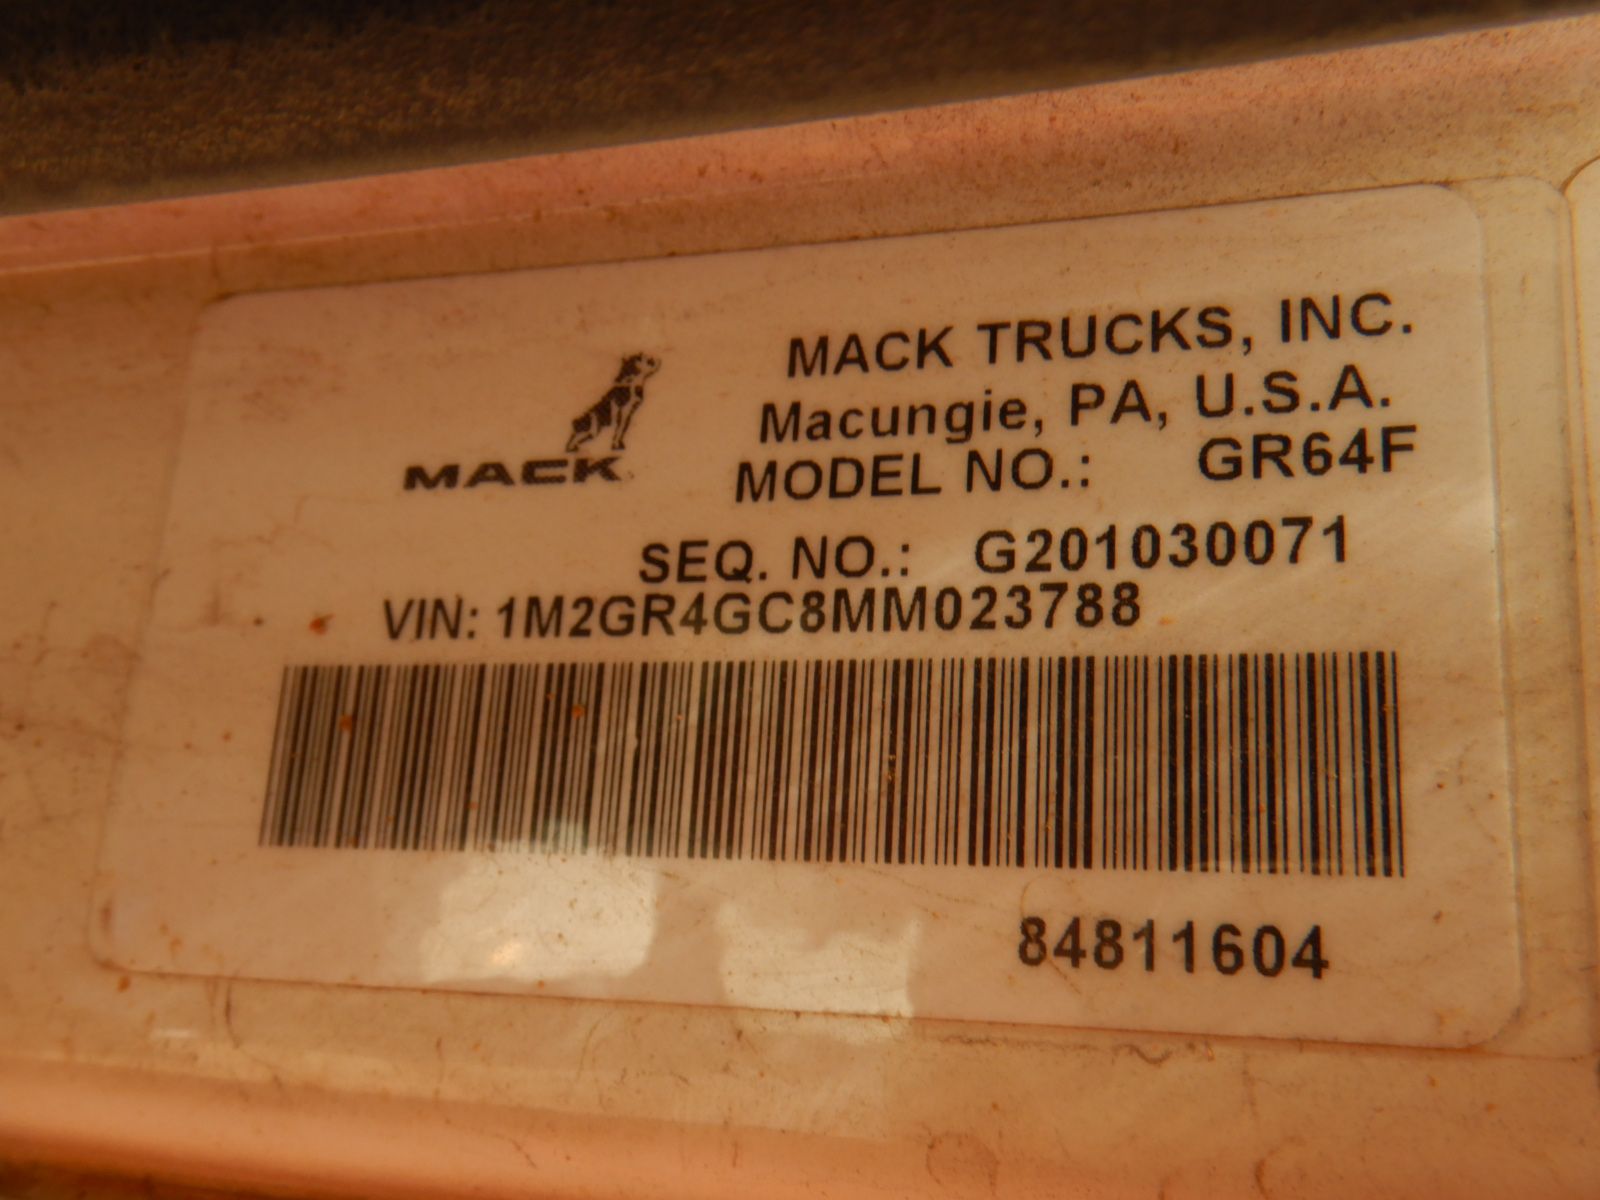 MACK TRUCKS, INC.
Macungie, PA, U.S.A.
MACK
MODEL NO.: GR64F
SEQ. NO.: G201030071
VIN: 1M2GR4GC8MM023788
84811604